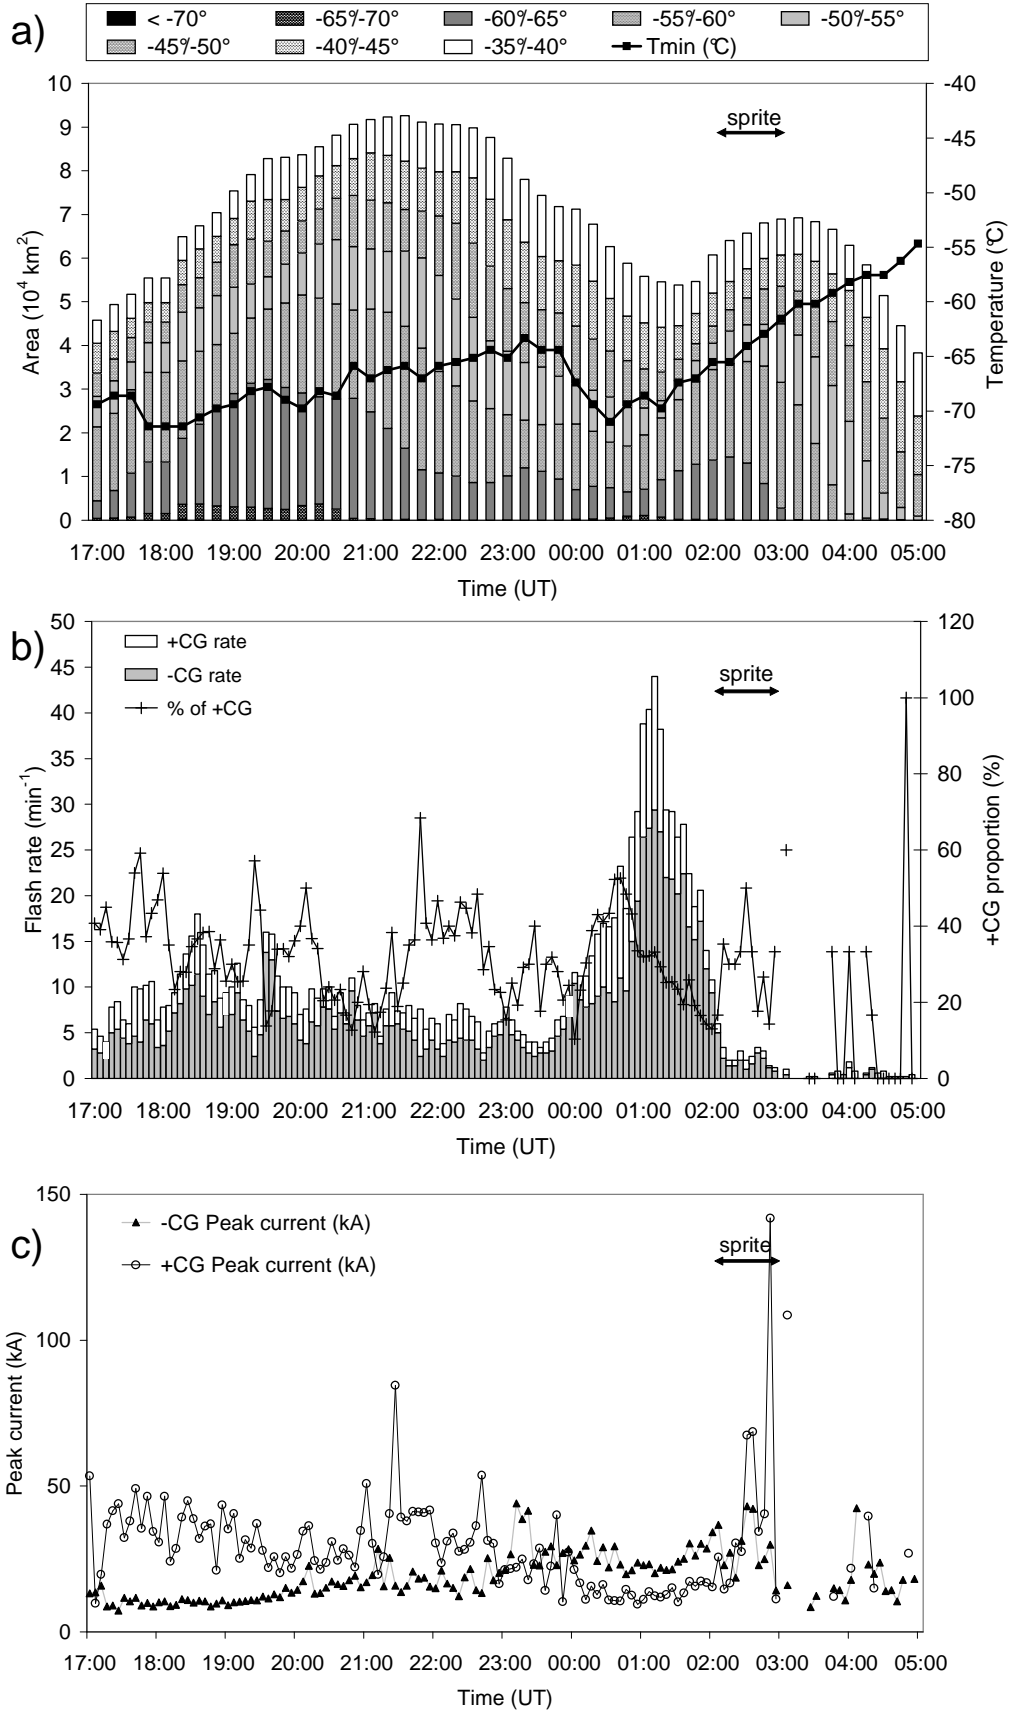 a)
< -70° -65°/-70° -60°/-65° -55°/-60° -50°/-55°
-45°/-50° -40°/-45° -35°/-40° Tmin (°C)
10 -40
9 -45
8 -50
7
6 -55
5 -60
4 -65
3
2 -70
1 -75
0 -80
sprite
Area (10⁴ km²)
Temperature (°C)
17:00 18:00 19:00 20:00 21:00 22:00 23:00 00:00 01:00 02:00 03:00 04:00 05:00
Time (UT)
b)
+CG rate
-CG rate
% of +CG
sprite
50 120
45
40 100
35
30 80
25 60
20
15 40
10 20
5
0 0
Flash rate (min⁻¹)
+CG proportion (%)
17:00 18:00 19:00 20:00 21:00 22:00 23:00 00:00 01:00 02:00 03:00 04:00 05:00
Time (UT)
c)
-CG Peak current (kA)
+CG Peak current (kA)
sprite
150
100
50
0
Peak current (kA)
17:00 18:00 19:00 20:00 21:00 22:00 23:00 00:00 01:00 02:00 03:00 04:00 05:00
Time (UT)